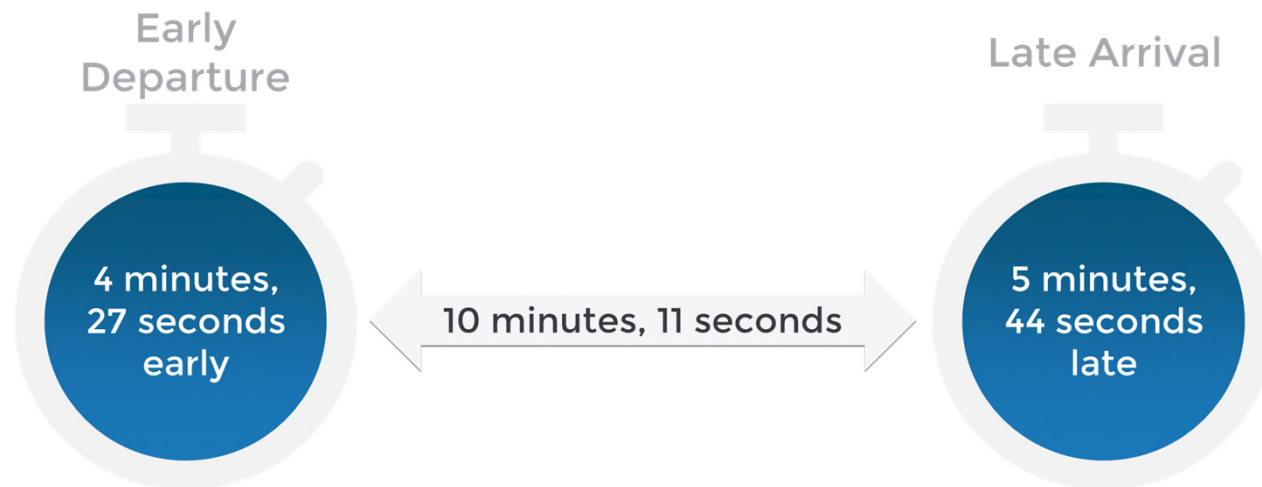 Early
Departure
Late Arrival
4 minutes,
27 seconds
early
10 minutes, 11 seconds
5 minutes,
44 seconds
late